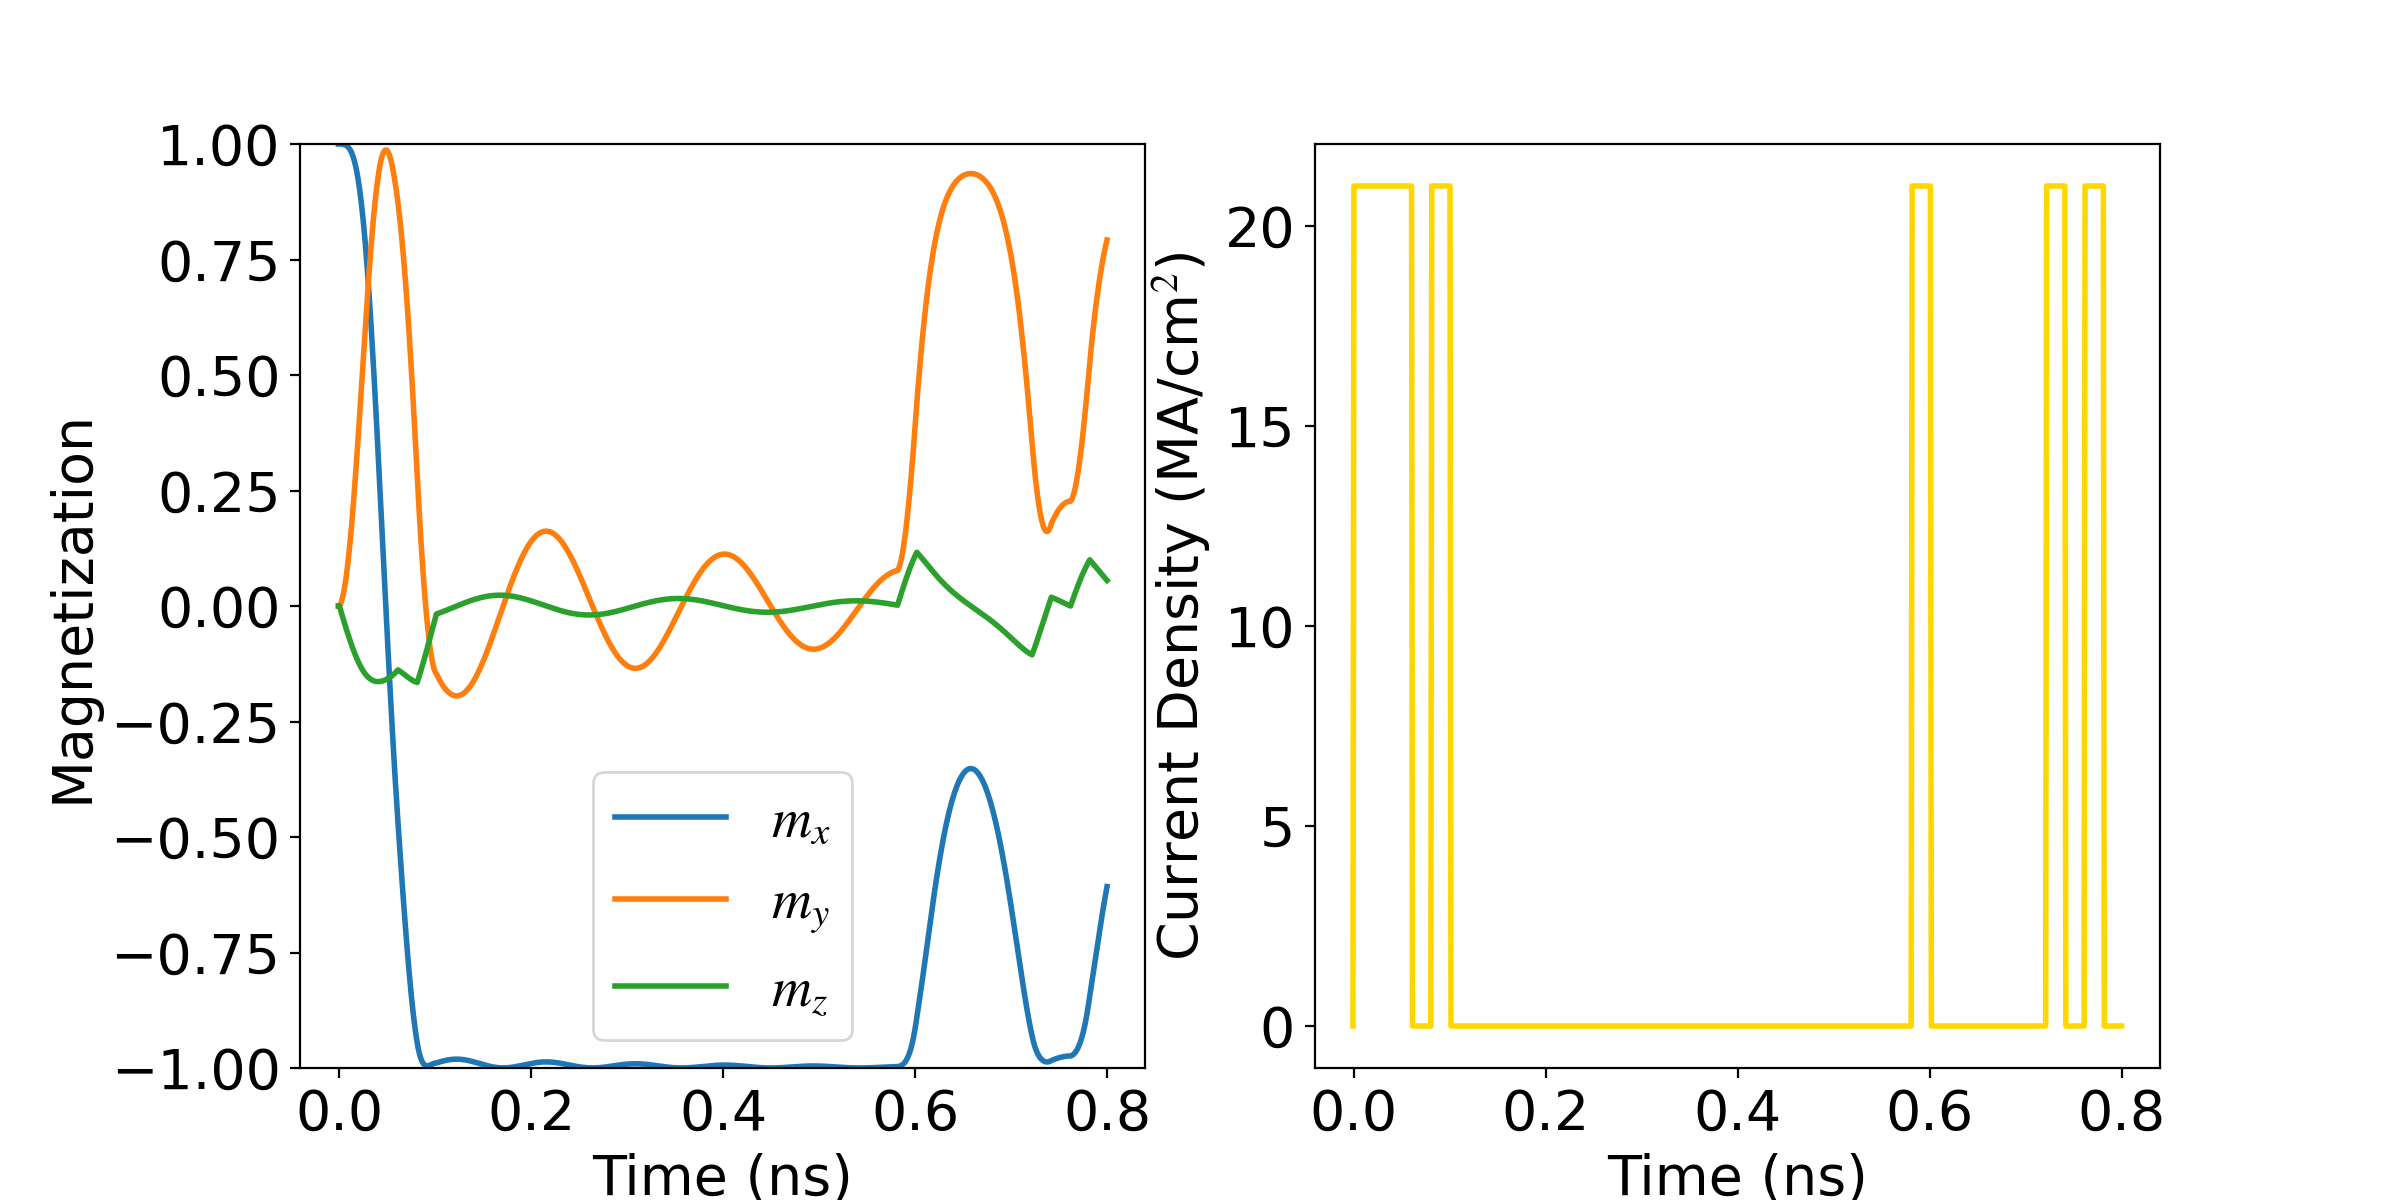 Magnetization
1.00
0.75
0.50
0.25
0.00
−0.25
−0.50
−0.75
−1.00
0.0 0.2 0.4 0.6 0.8
Time (ns)
$m_x$
$m_y$
$m_z$
Current Density (MA/cm²)
20
15
10
5
0
0.0 0.2 0.4 0.6 0.8
Time (ns)